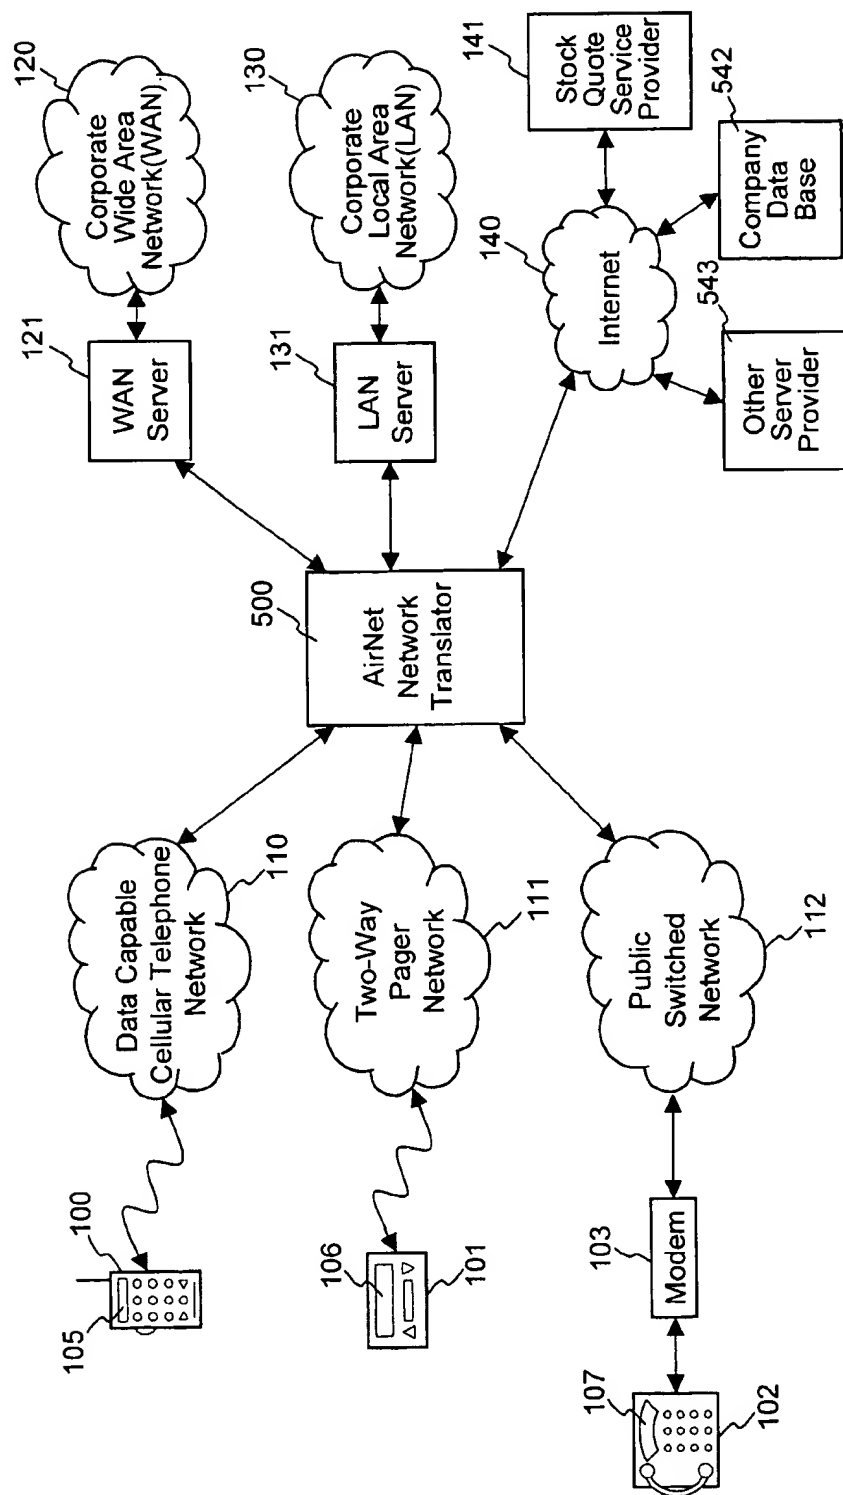 100
105
Data Capable
Cellular Telephone
Network
110
121
WAN
Server
120
Corporate
Wide Area
Network(WAN)
106
101
Two-Way
Pager
Network
111
500
AirNet
Network
Translator
131
LAN
Server
130
Corporate
Local Area
Network(LAN)
107
102
103
Modem
Public
Switched
Network
112
140
Internet
141
Stock
Quote
Service
Provider
542
Company
Data
Base
543
Other
Server
Provider